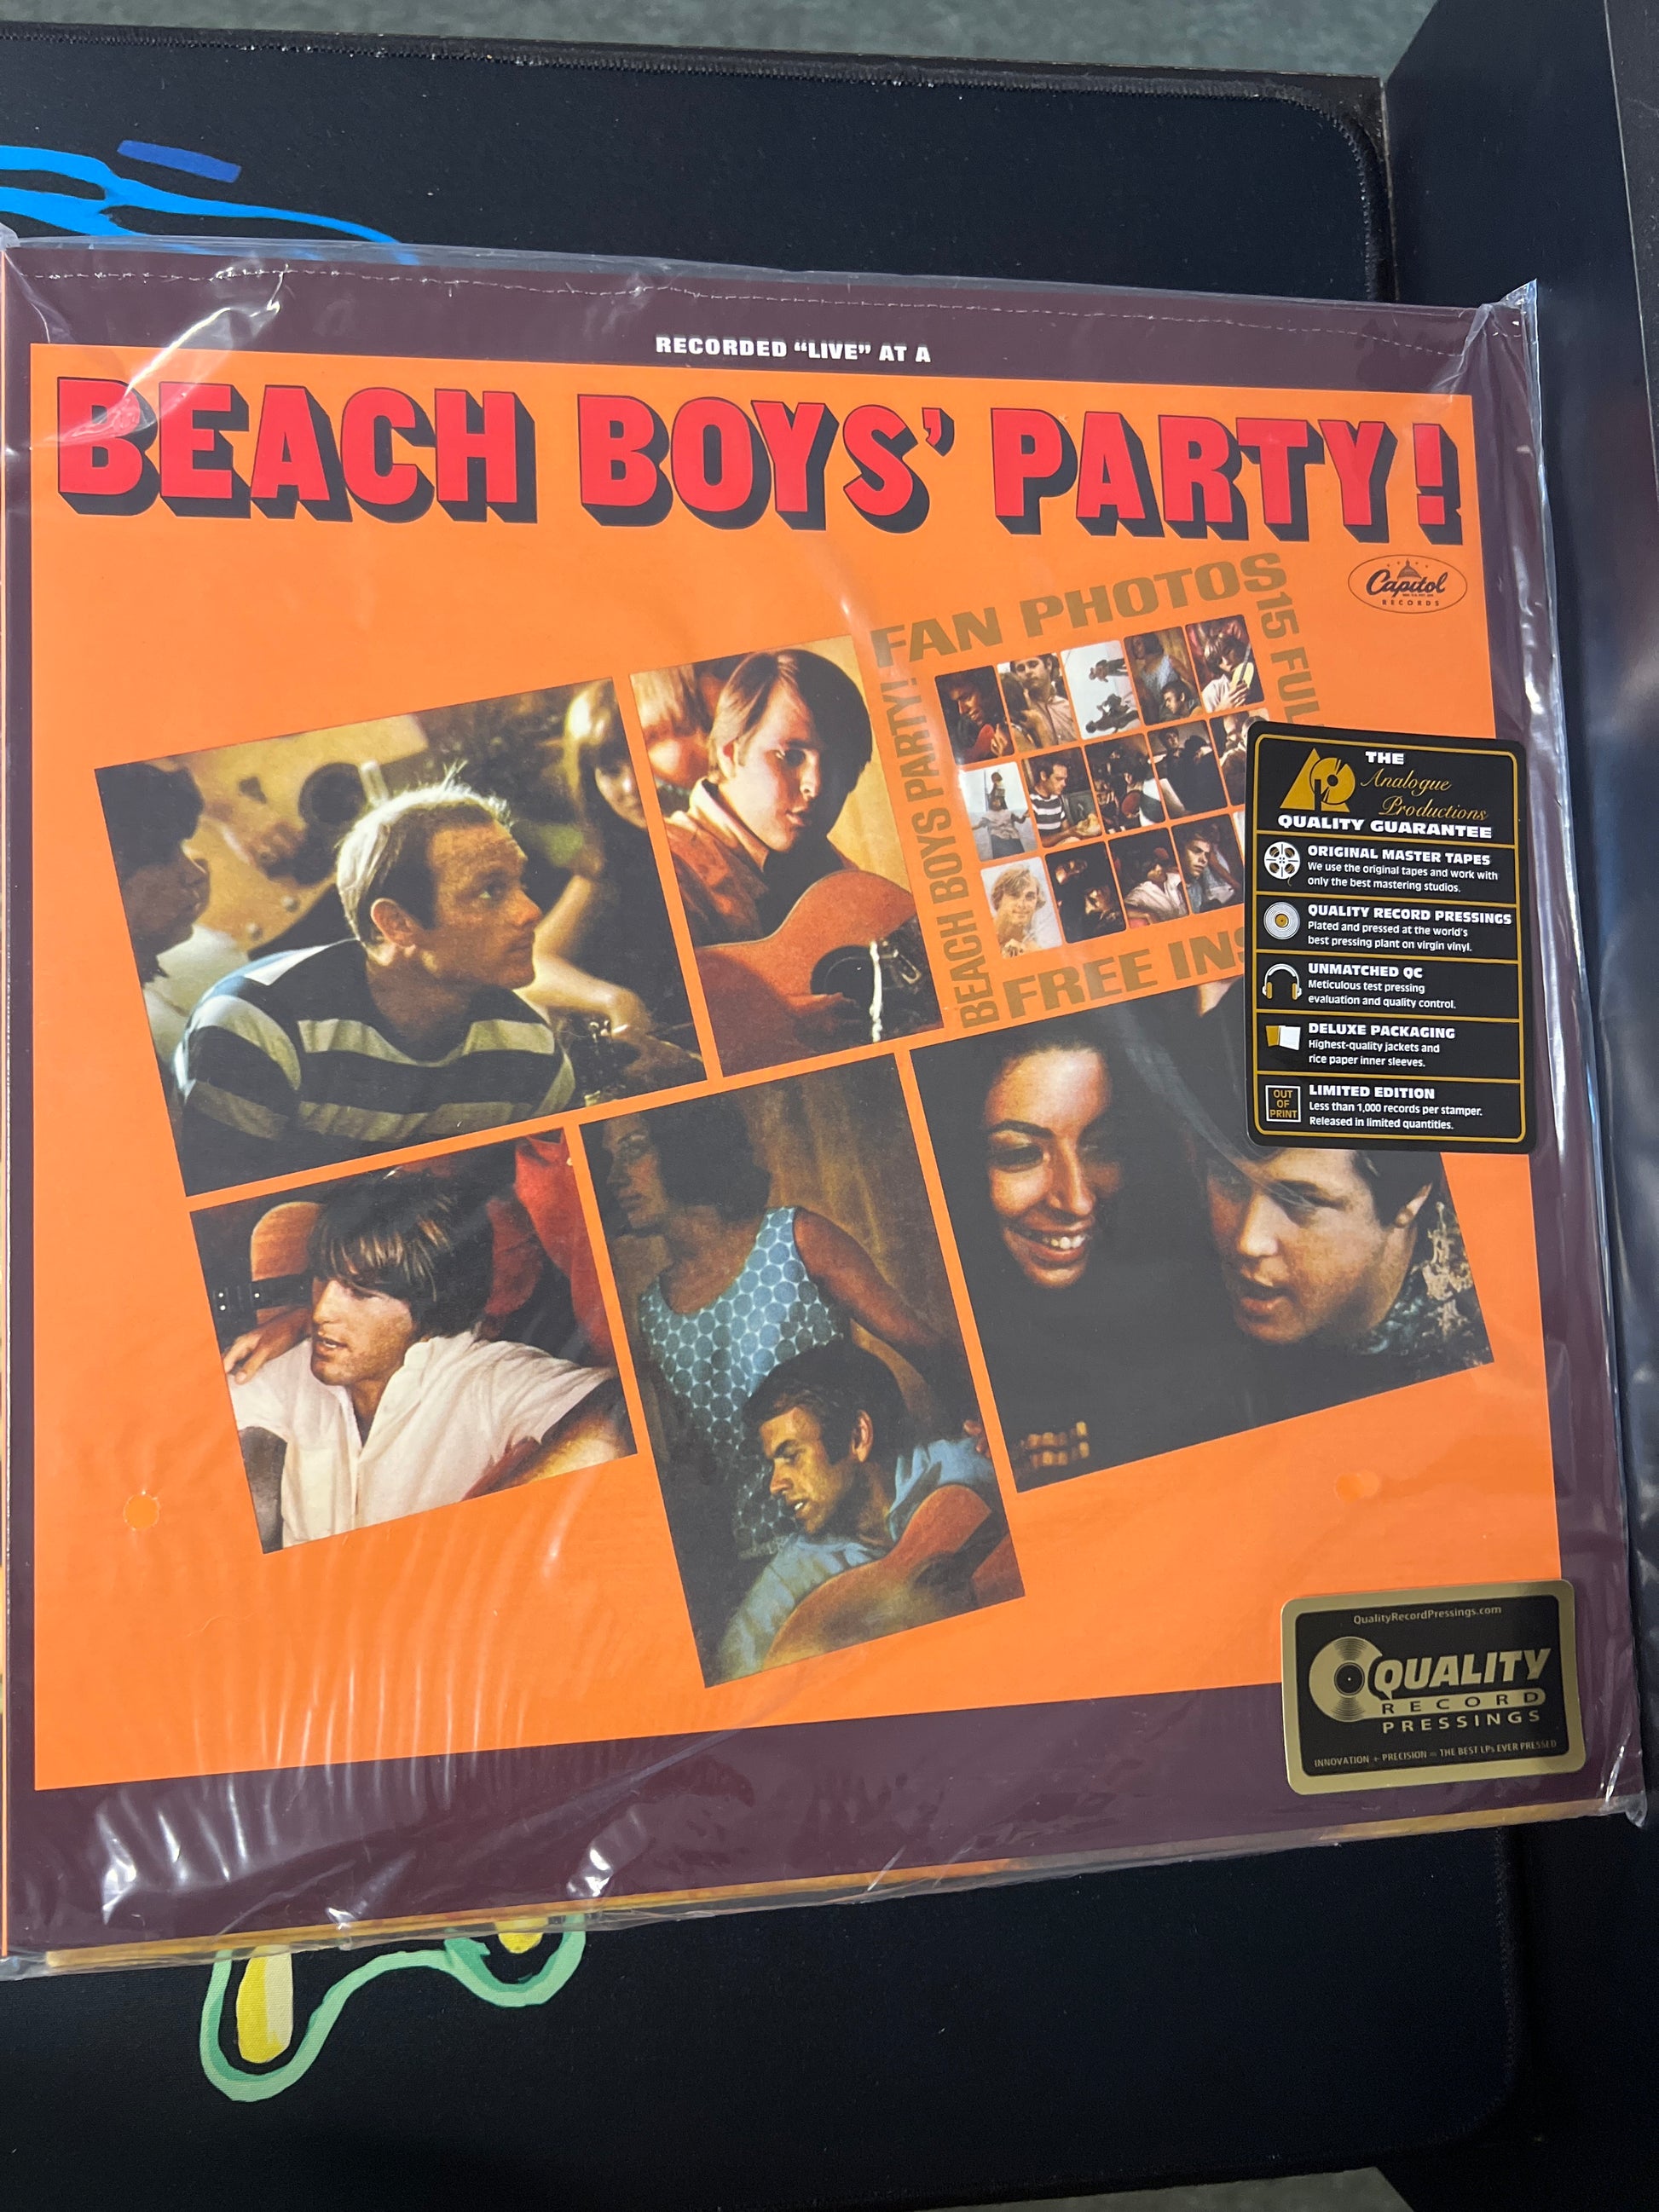 RECORDED “LIVE” AT A
BEACH BOYS’ PARTY!
Capitol
RECORDS
FAN PHOTOS
15 FULL
BEACH BOYS PARTY!
FREE
THE
Analogue
Productions
QUALITY GUARANTEE
ORIGINAL MASTER TAPES
We use the original tapes and work with
only the best mastering studios.
QUALITY RECORD PRESSINGS
Plated and pressed at the world's
best pressing plant on virgin vinyl.
UNMATCHED QC
Meticulous test pressing
evaluation and quality control.
DELUXE PACKAGING
Highest-quality jackets and
rice paper inner sleeves.
OUT
OF
PRINT
LIMITED EDITION
Less than 1,000 records per stamper.
Released in limited quantities.
QualityRecordPressings.com
QUALITY
RECORD
PRESSINGS
INNOVATION + PRECISION = THE BEST LPs EVER PRESSED